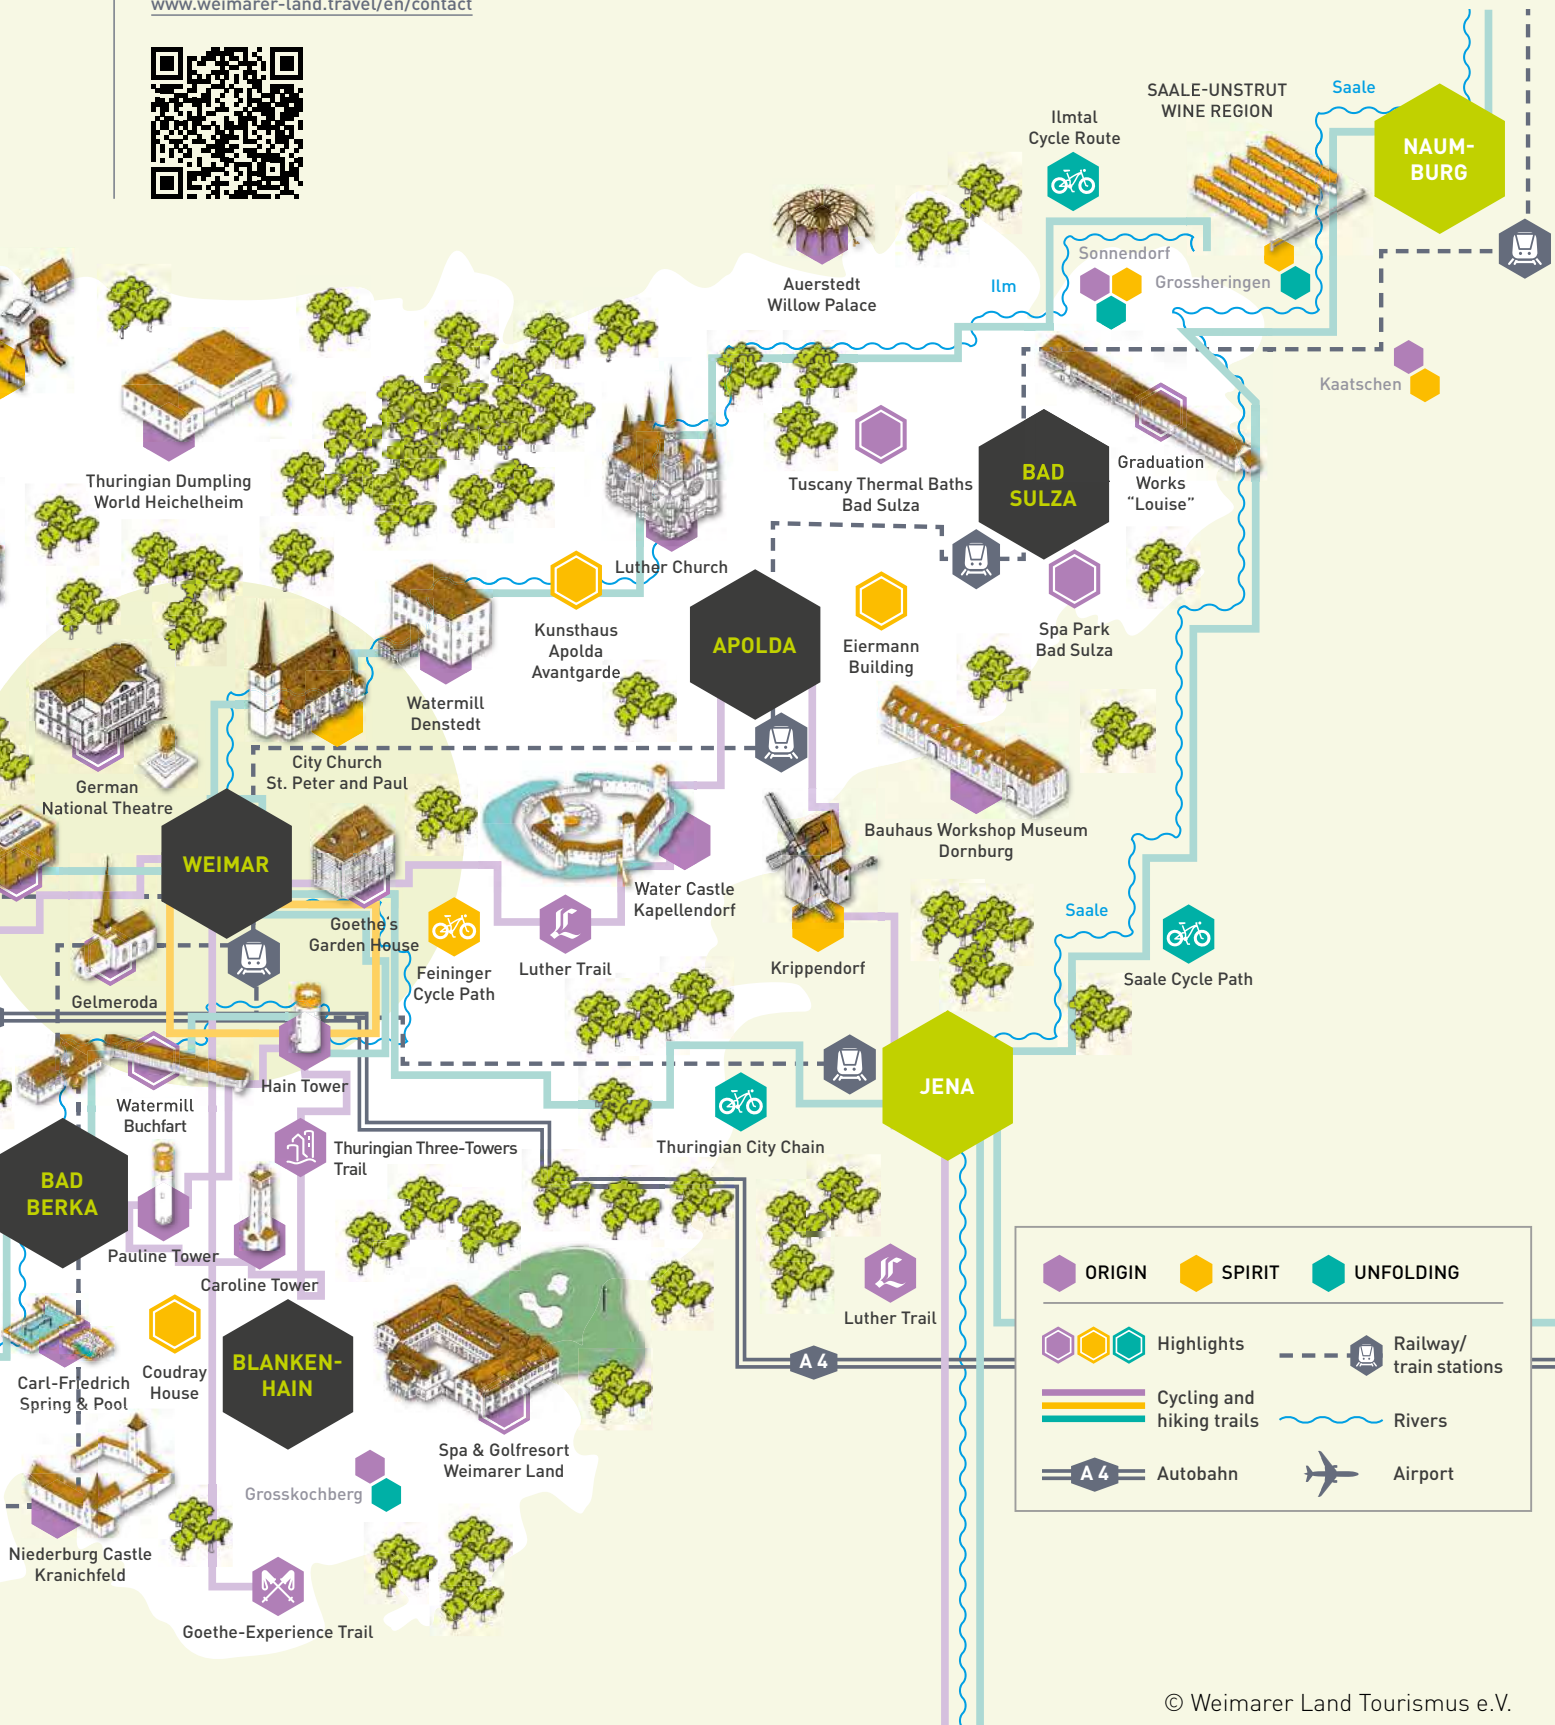 www.weimarer-land.travel/en/contact
SAALE-UNSTRUT
WINE REGION
Saale
Ilmtal
Cycle Route
NAUM-
BURG
Sonnendorf
Grossheringen
Auerstedt
Willow Palace
Ilm
Kaatschen
Thuringian Dumpling
World Heichelheim
Tuscany Thermal Baths
Bad Sulza
BAD
SULZA
Graduation
Works
“Louise”
Luther Church
Kunsthaus
Apolda
Avantgarde
APOLDA
Eiermann
Building
Spa Park
Bad Sulza
Watermill
Denstedt
City Church
St. Peter and Paul
German
National Theatre
WEIMAR
Bauhaus Workshop Museum
Dornburg
Water Castle
Kapellendorf
Goethe's
Garden House
Feininger
Cycle Path
L
Luther Trail
Krippendorf
Saale
Saale Cycle Path
Gelmeroda
Hain Tower
JENA
Watermill
Buchfart
Thuringian Three-Towers
Trail
Thuringian City Chain
BAD
BERKA
Pauline Tower
Caroline Tower
L
Luther Trail
Coudray
House
BLANKEN-
HAIN
A 4
Carl-Friedrich
Spring & Pool
Spa & Golfresort
Weimarer Land
Grosskochberg
Niederburg Castle
Kranichfeld
Goethe-Experience Trail
ORIGIN
SPIRIT
UNFOLDING
Highlights
Railway/
train stations
Cycling and
hiking trails
Rivers
A 4
Autobahn
Airport
© Weimarer Land Tourismus e.V.